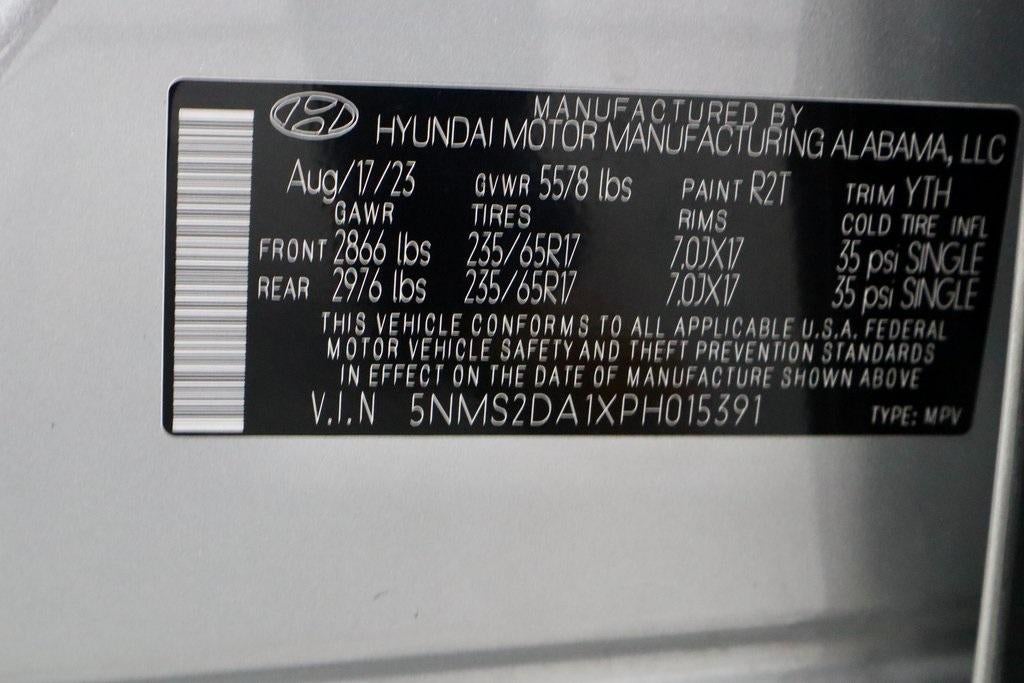 MANUFACTURED BY
HYUNDAI MOTOR MANUFACTURING ALABAMA, LLC
Aug/17/23 GVWR 5578 lbs PAINT R2T TRIM YTH
GAWR TIRES RIMS COLD TIRE INFL
FRONT 2866 lbs 235/65R17 7.0JX17 35 psi SINGLE
REAR 2976 lbs 235/65R17 7.0JX17 35 psi SINGLE
THIS VEHICLE CONFORMS TO ALL APPLICABLE U.S.A. FEDERAL
MOTOR VEHICLE SAFETY AND THEFT PREVENTION STANDARDS
IN EFFECT ON THE DATE OF MANUFACTURE SHOWN ABOVE
V.I.N 5NMS2DA1XPH015391 TYPE: MPV